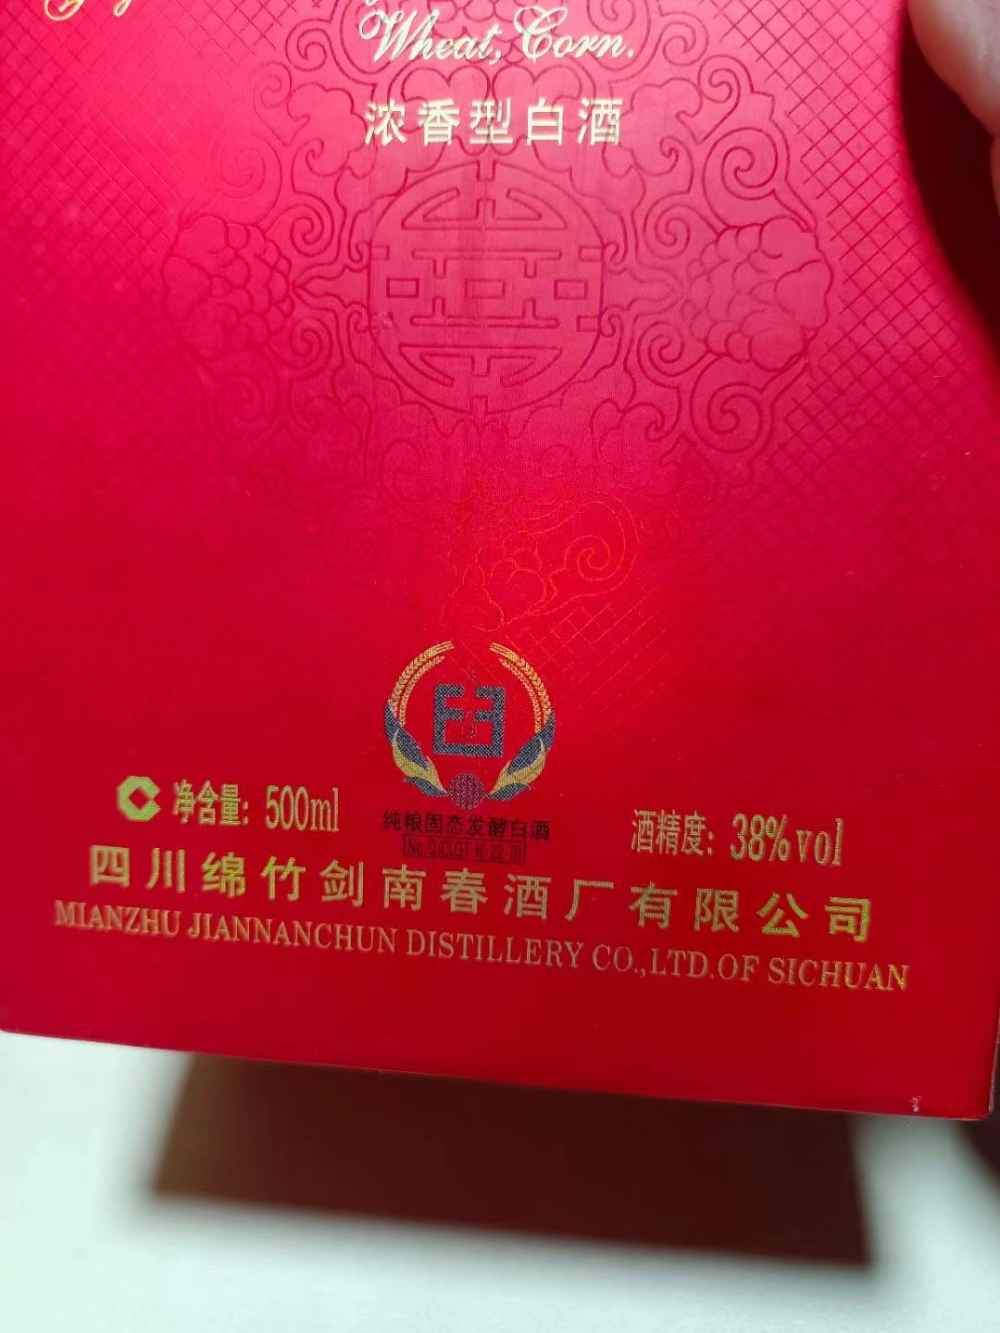 Wheat, Corn.
浓香型白酒
纯粮固态发酵白酒
净含量: 500ml
酒精度: 38%vol
四川绵竹剑南春酒厂有限公司
MIANZHU JIANNANCHUN DISTILLERY CO.,LTD.OF SICHUAN